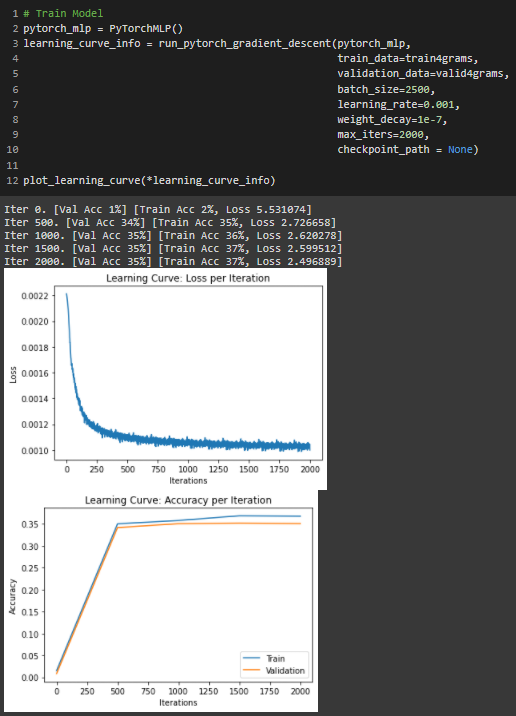 1 # Train Model
2 pytorch_mlp = PyTorchMLP()
3 learning_curve_info = run_pytorch_gradient_descent(pytorch_mlp,
4 train_data=train4grams,
5 validation_data=valid4grams,
6 batch_size=2500,
7 learning_rate=0.001,
8 weight_decay=1e-7,
9 max_iters=2000,
10 checkpoint_path = None)
11
12 plot_learning_curve(*learning_curve_info)
Iter 0. [Val Acc 1%] [Train Acc 2%, Loss 5.531074]
Iter 500. [Val Acc 34%] [Train Acc 35%, Loss 2.726658]
Iter 1000. [Val Acc 35%] [Train Acc 36%, Loss 2.620278]
Iter 1500. [Val Acc 35%] [Train Acc 37%, Loss 2.599512]
Iter 2000. [Val Acc 35%] [Train Acc 37%, Loss 2.496889]
Learning Curve: Loss per Iteration
0.0022
0.0020
0.0018
0.0016
0.0014
0.0012
0.0010
Loss
0 250 500 750 1000 1250 1500 1750 2000
Iterations
Learning Curve: Accuracy per Iteration
0.35
0.30
0.25
0.20
0.15
0.10
0.05
0.00
Accuracy
Train
Validation
0 250 500 750 1000 1250 1500 1750 2000
Iterations